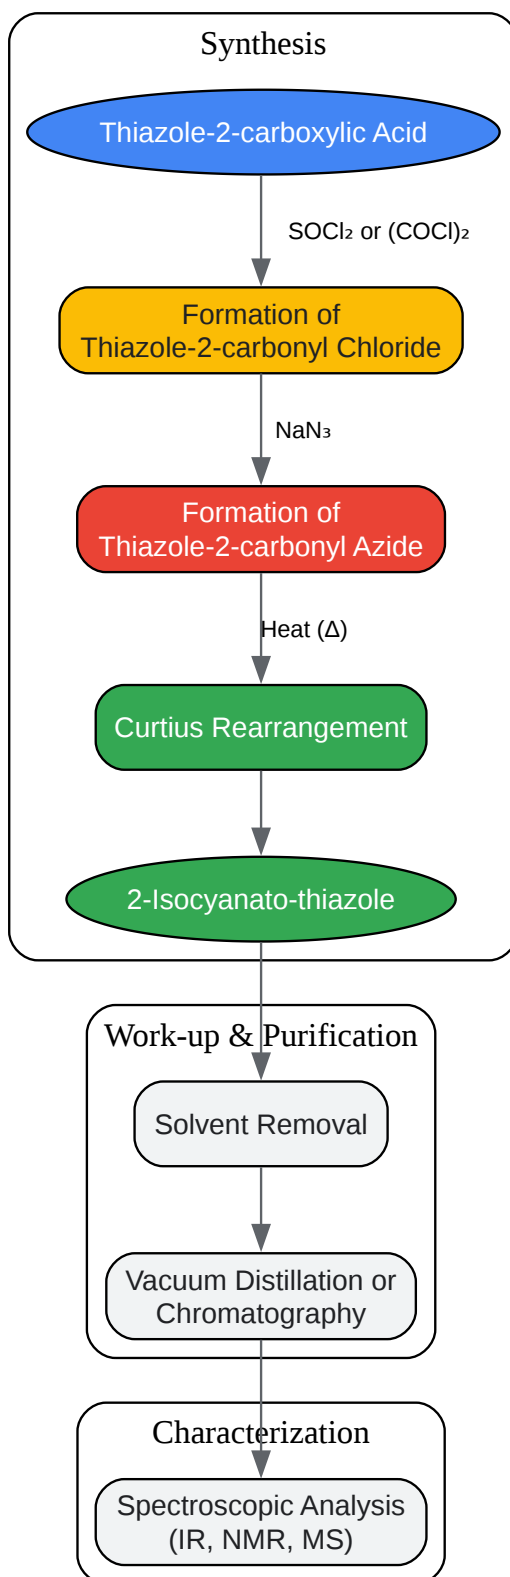 Synthesis
Thiazole-2-carboxylic Acid
SOCl₂ or (COCl)₂
Formation of
Thiazole-2-carbonyl Chloride
NaN₃
Formation of
Thiazole-2-carbonyl Azide
Heat (Δ)
Curtius Rearrangement
2-Isocyanato-thiazole
Work-up & Purification
Solvent Removal
Vacuum Distillation or
Chromatography
Characterization
Spectroscopic Analysis
(IR, NMR, MS)